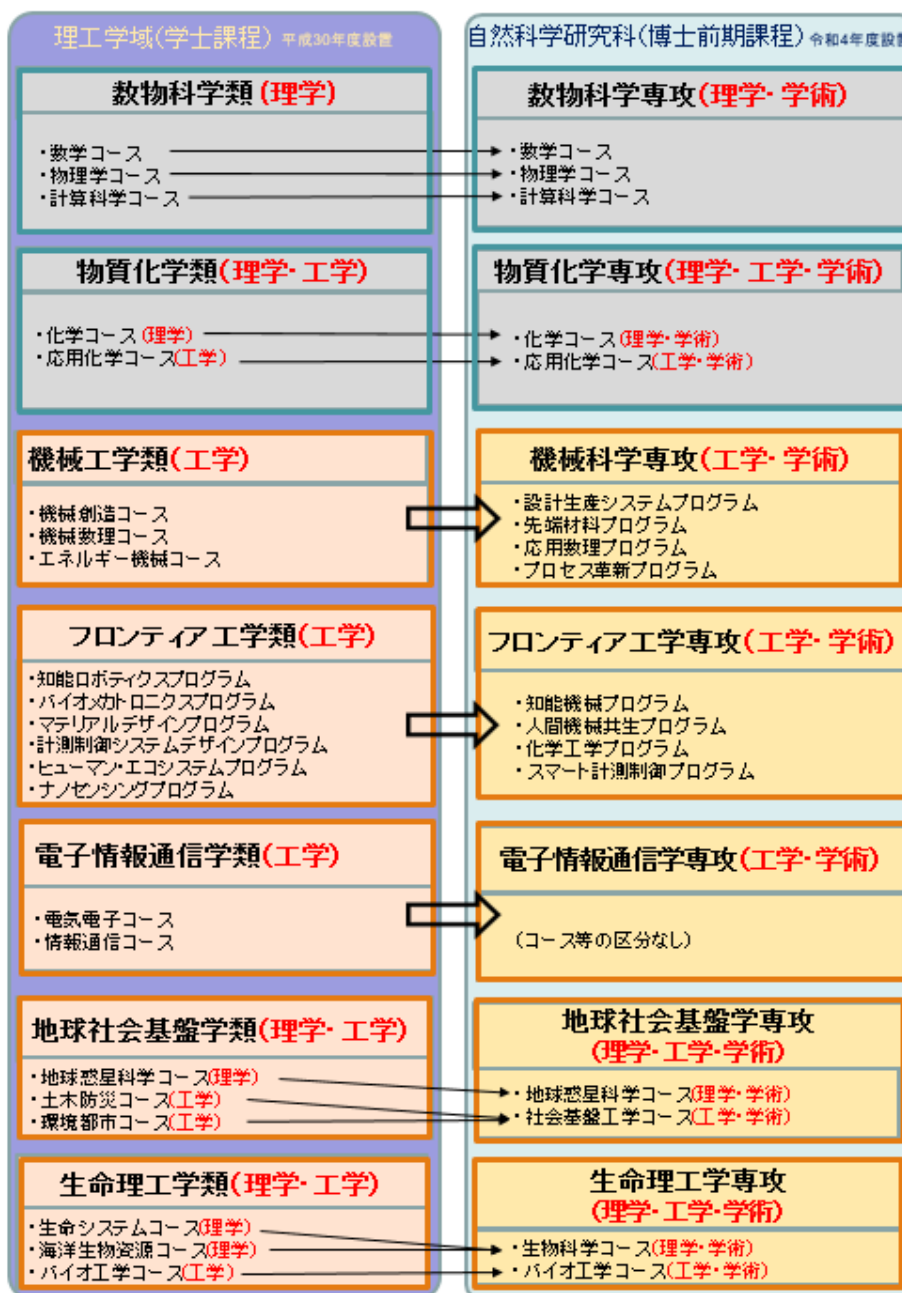 理工学域(学士課程) 平成30年度設置
数物科学類(理学)
・数学コース
・物理学コース
・計算科学コース
物質化学類(理学・工学)
・化学コース(理学)
・応用化学コース(工学)
機械工学類(工学)
・機械創造コース
・機械数理コース
・エネルギー機械コース
フロンティア工学類(工学)
・知能ロボティクスプログラム
・バイオメカトロニクスプログラム
・マテリアルデザインプログラム
・計測制御システムデザインプログラム
・ヒューマン・エコシステムプログラム
・ナノセンシングプログラム
電子情報通信学類(工学)
・電気電子コース
・情報通信コース
地球社会基盤学類(理学・工学)
・地球惑星科学コース(理学)
・土木防災コース(工学)
・環境都市コース(工学)
生命理工学類(理学・工学)
・生命システムコース(理学)
・海洋生物資源コース(理学)
・バイオ工学コース(工学)
自然科学研究科(博士前期課程) 令和4年度設置
数物科学専攻(理学・学術)
・数学コース
・物理学コース
・計算科学コース
物質化学専攻(理学・工学・学術)
・化学コース(理学・学術)
・応用化学コース(工学・学術)
機械科学専攻(工学・学術)
・設計生産システムプログラム
・先端材料プログラム
・応用数理プログラム
・プロセス革新プログラム
フロンティア工学専攻(工学・学術)
・知能機械プログラム
・人間機械共生プログラム
・化学工学プログラム
・スマート計測制御プログラム
電子情報通信学専攻(工学・学術)
(コース等の区分なし)
地球社会基盤学専攻
(理学・工学・学術)
・地球惑星科学コース(理学・学術)
・社会基盤工学コース(工学・学術)
生命理工学専攻
(理学・工学・学術)
・生物科学コース(理学・学術)
・バイオ工学コース(工学・学術)